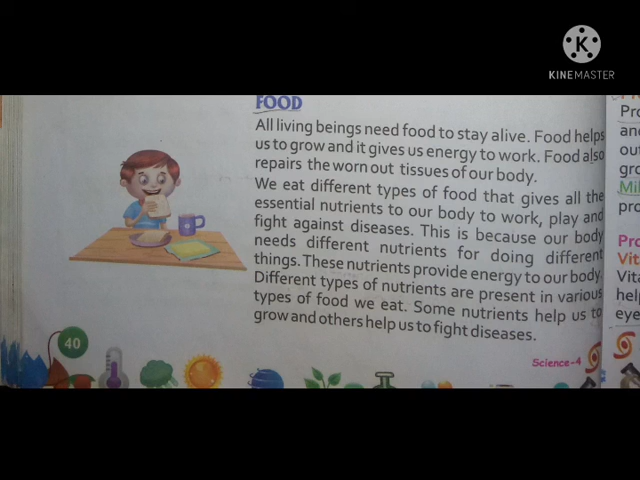 K
KINEMASTER
FOOD
All living beings need food to stay alive. Food helps
us to grow and it gives us energy to work. Food also
repairs the worn out tissues of our body.
We eat different types of food that gives all the
essential nutrients to our body to work, play and
fight against diseases. This is because our body
needs different nutrients for doing different
things. These nutrients provide energy to our body.
Different types of nutrients are present in various
types of food we eat. Some nutrients help us to
grow and others help us to fight diseases.
40
Science-4
Pro
and
out
gro
Mil
pro
Pro
Vit
Vita
help
eye